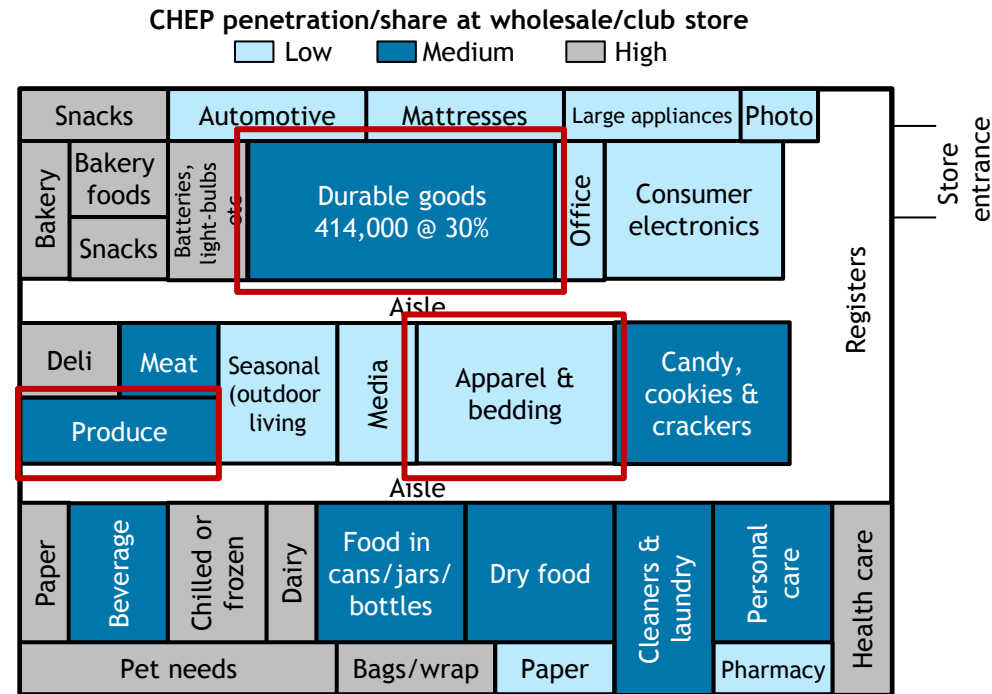 CHEP penetration/share at wholesale/club store
Low
Medium
High
Snacks
Automotive
Mattresses
Large appliances
Photo
Store
entrance
Bakery
Bakery
foods
Snacks
Batteries,
light-bulbs
etc
Durable goods
414,000 @ 30%
Office
Consumer
electronics
Registers
Aisle
Deli
Meat
Produce
Seasonal
(outdoor
living
Media
Apparel &
bedding
Candy,
cookies &
crackers
Aisle
Paper
Beverage
Chilled or
frozen
Dairy
Food in
cans/jars/
bottles
Dry food
Cleaners &
laundry
Personal
care
Health care
Pet needs
Bags/wrap
Paper
Pharmacy